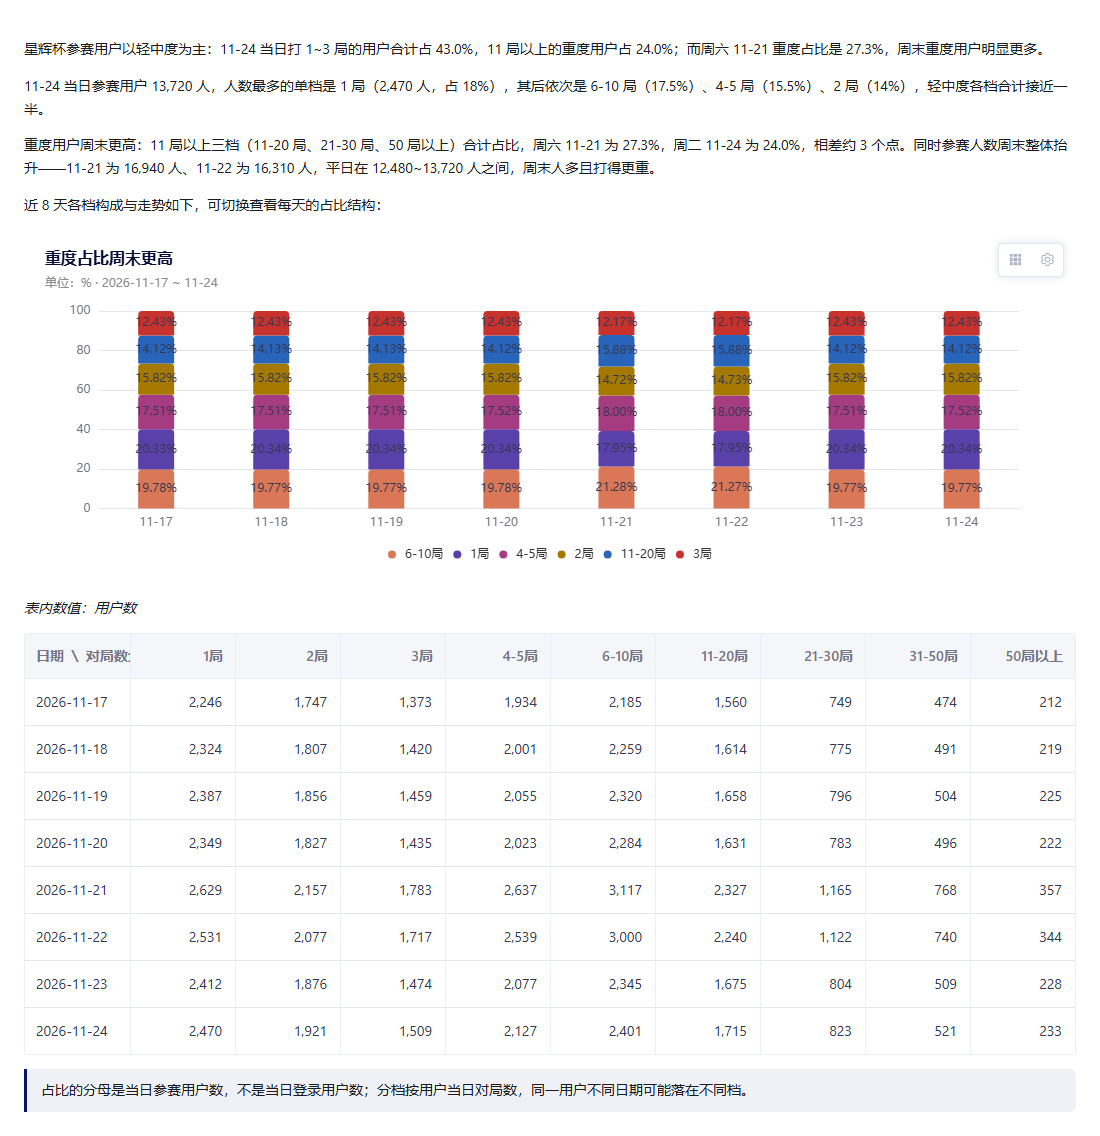 星辉杯参赛用户以轻中度为主：11-24 当日打 1~3 局的用户合计占 43.0%，11 局以上的重度用户占 24.0%；而周六 11-21 重度占比是 27.3%，周末重度用户明显更多。
11-24 当日参赛用户 13,720 人，人数最多的单档是 1 局（2,470 人，占 18%），其后依次是 6-10 局（17.5%）、4-5 局（15.5%）、2 局（14%），轻中度各档合计接近一
半。
重度用户周末更高：11 局以上三档（11-20 局、21-30 局、50 局以上）合计占比，周六 11-21 为 27.3%，周二 11-24 为 24.0%，相差约 3 个点。同时参赛人数周末整体抬
升——11-21 为 16,940 人、11-22 为 16,310 人，平日在 12,480~13,720 人之间，周末人多且打得更重。
近 8 天各档构成与走势如下，可切换查看每天的占比结构：
重度占比周末更高
单位：% · 2026-11-17 ~ 11-24
100
12.43% 12.43% 12.43% 12.43% 12.17% 12.17% 12.43% 12.43%
80
14.12% 14.13% 14.13% 14.12% 15.88% 15.88% 14.12% 14.12%
15.82% 15.82% 15.82% 15.82% 14.72% 14.73% 15.82% 15.82%
60
17.51% 17.51% 17.51% 17.52% 18.00% 18.00% 17.51% 17.52%
40
20.33% 20.34% 20.34% 20.34% 17.95% 17.95% 20.34% 20.34%
20
19.78% 19.77% 19.77% 19.78% 21.28% 21.27% 19.77% 19.77%
0
11-17 11-18 11-19 11-20 11-21 11-22 11-23 11-24
6-10局 1局 4-5局 2局 11-20局 3局
表内数值：用户数
日期 \ 对局数 1局 2局 3局 4-5局 6-10局 11-20局 21-30局 31-50局 50局以上
2026-11-17 2,246 1,747 1,373 1,934 2,185 1,560 749 474 212
2026-11-18 2,324 1,807 1,420 2,001 2,259 1,614 775 491 219
2026-11-19 2,387 1,856 1,459 2,055 2,320 1,658 796 504 225
2026-11-20 2,349 1,827 1,435 2,023 2,284 1,631 783 496 222
2026-11-21 2,629 2,157 1,783 2,637 3,117 2,327 1,165 768 357
2026-11-22 2,531 2,077 1,717 2,539 3,000 2,240 1,122 740 344
2026-11-23 2,412 1,876 1,474 2,077 2,345 1,675 804 509 228
2026-11-24 2,470 1,921 1,509 2,127 2,401 1,715 823 521 233
占比的分母是当日参赛用户数，不是当日登录用户数；分档按用户当日对局数，同一用户不同日期可能落在不同档。